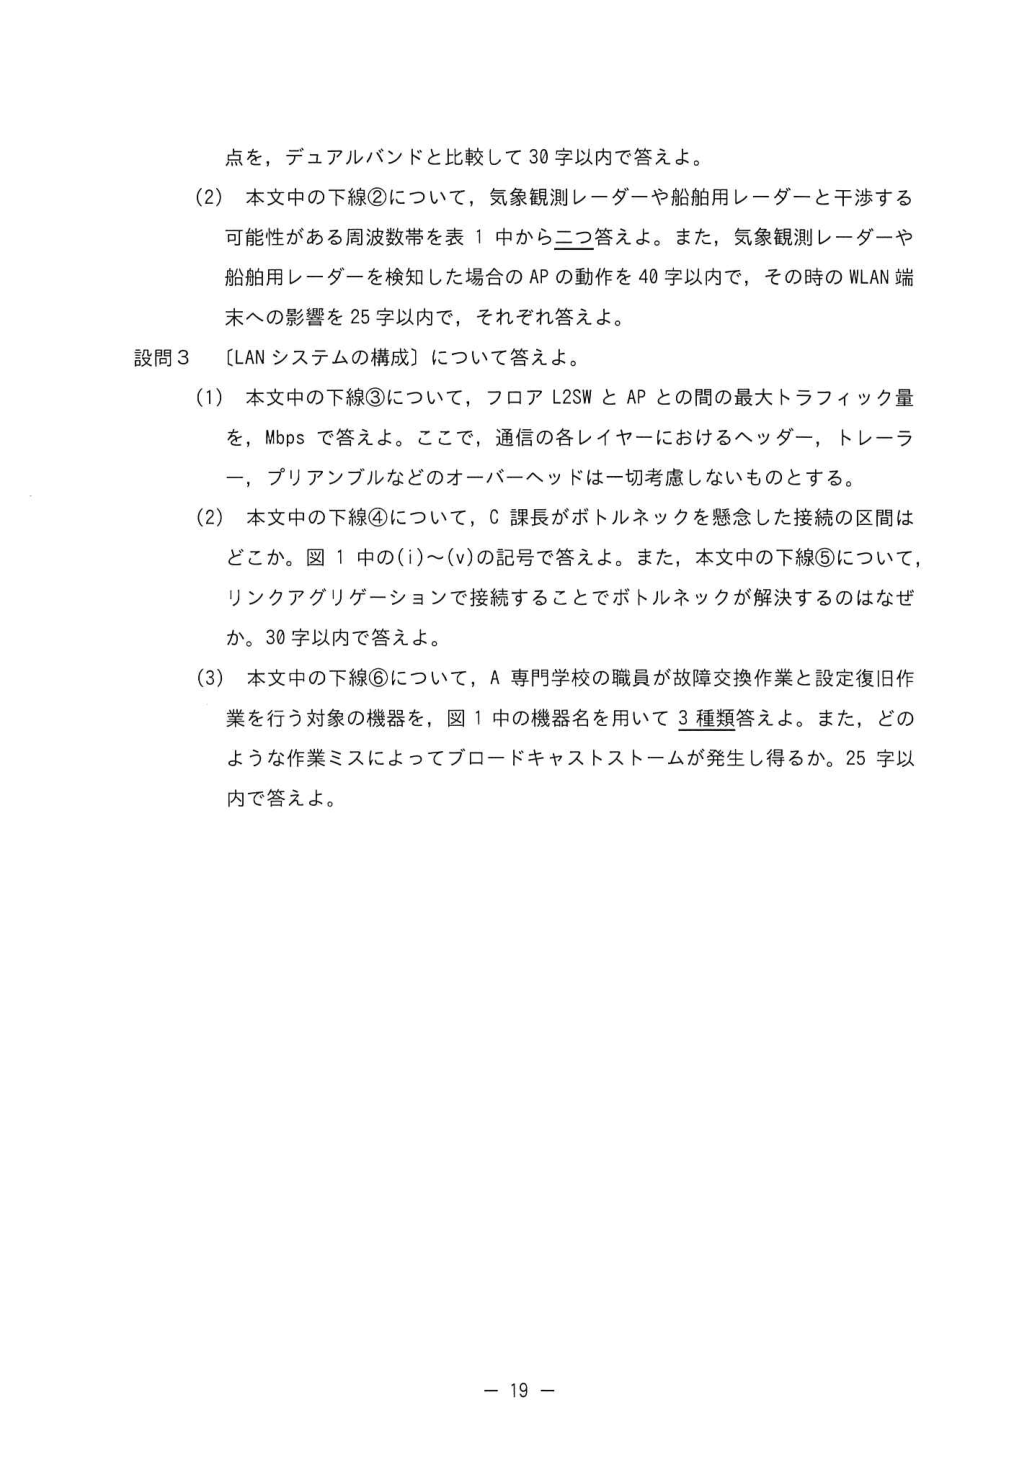 点を，デュアルバンドと比較して 30 字以内で答えよ。
(2) 本文中の下線②について，気象観測レーダーや船舶用レーダーと干渉する
可能性がある周波数帯を表 1 中から二つ答えよ。また，気象観測レーダーや
船舶用レーダーを検知した場合の AP の動作を 40 字以内で，その時の WLAN 端
末への影響を 25 字以内で，それぞれ答えよ。
設問３ 〔LAN システムの構成〕について答えよ。
(1) 本文中の下線③について，フロア L2SW と AP との間の最大トラフィック量
を，Mbps で答えよ。ここで，通信の各レイヤーにおけるヘッダー，トレーラ
ー，プリアンブルなどのオーバーヘッドは一切考慮しないものとする。
(2) 本文中の下線④について，C 課長がボトルネックを懸念した接続の区間は
どこか。図 1 中の(i)～(v)の記号で答えよ。また，本文中の下線⑤について，
リンクアグリゲーションで接続することでボトルネックが解決するのはなぜ
か。30 字以内で答えよ。
(3) 本文中の下線⑥について，A 専門学校の職員が故障交換作業と設定復旧作
業を行う対象の機器を，図 1 中の機器名を用いて 3 種類答えよ。また，どの
ような作業ミスによってブロードキャストストームが発生し得るか。25 字以
内で答えよ。
－ 19 －